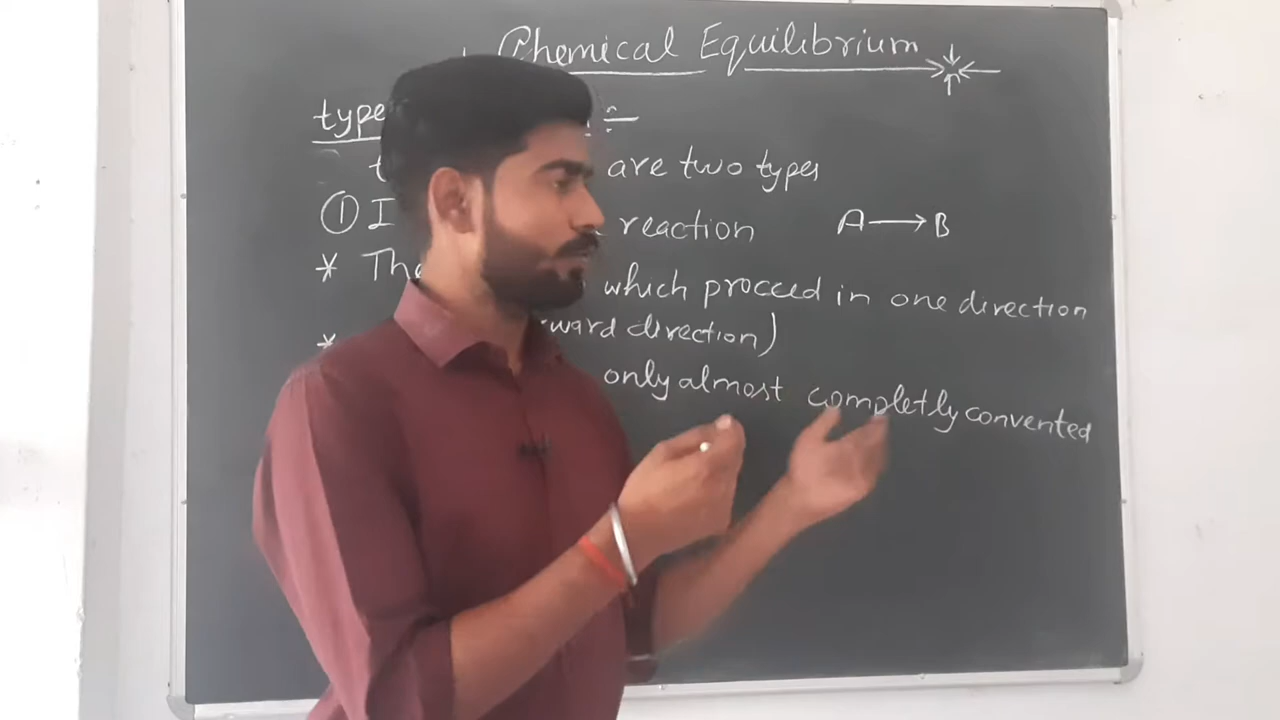 Chemical Equilibrium
type
are two types
① I reaction A → B
* The which proceed in one direction
ward direction)
* only almost completly convented